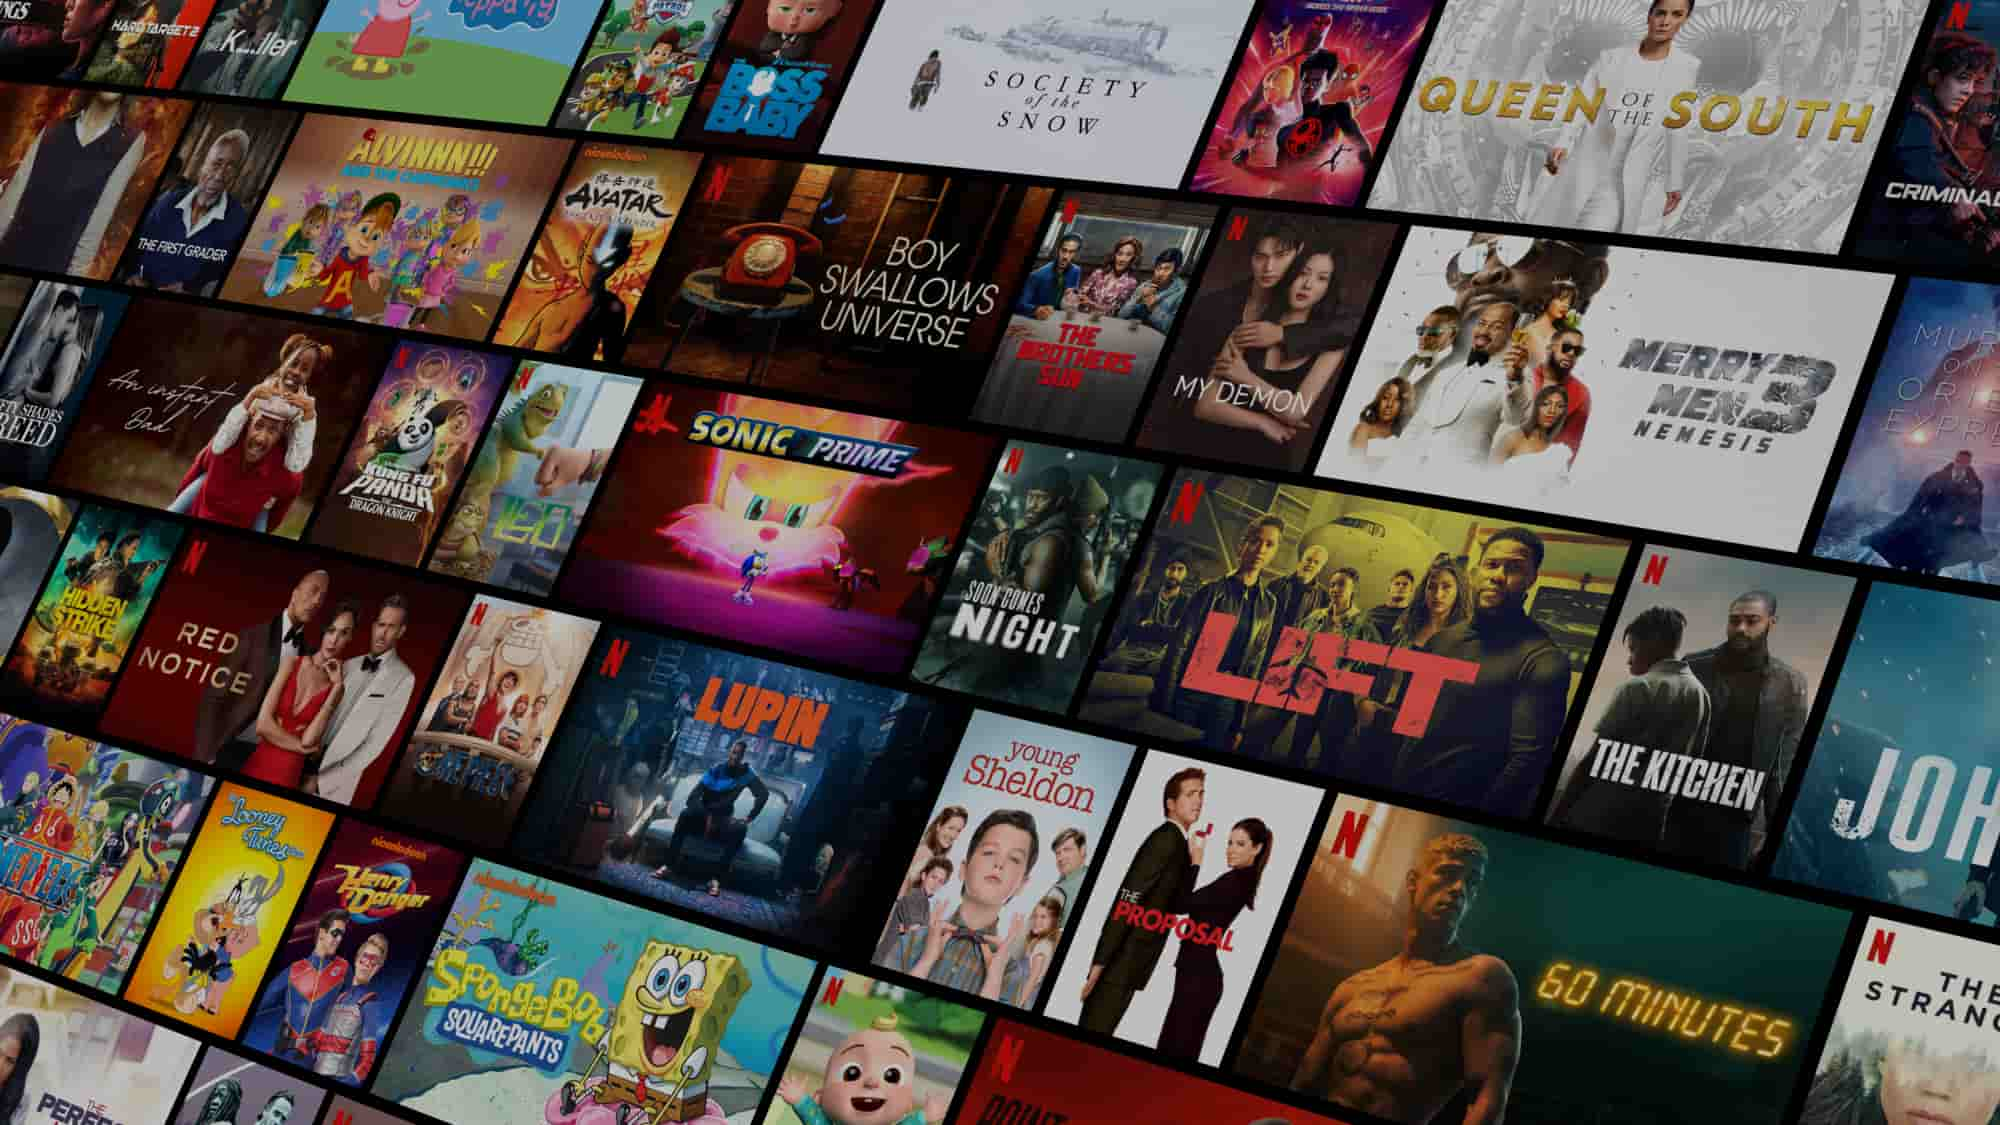 HARD TARGET 2
Peppa Pig
PATROL
BOSS
BABY
SOCIETY
of the
SNOW
QUEEN
OF
THE
SOUTH
N
CRIMINAL
THE FIRST GRADER
ALVINNN!!!
AND THE CHIPMUNKS
nickelodeon
AVATAR
N
BOY
SWALLOWS
UNIVERSE
N
THE
BROTHERS
SUN
N
MY DEMON
MERRY
MEN 3
NEMESIS
An instant
Dad
N
KUNG FU
PANDA
THE
DRAGON KNIGHT
N
LEO
SONIC PRIME
N
SOON COMES
NIGHT
N
LIFT
N
THE KITCHEN
JOH
HIDDEN
STRIKE
N
RED
NOTICE
N
N
LUPIN
young
Sheldon
THE
PROPOSAL
N
60 MINUTES
N
THE
STRANG
Looney
Tunes
nickelodeon
Henry
Danger
nickelodeon
SPONGEBOB
SQUAREPANTS
N
N
THE
PERFE
N